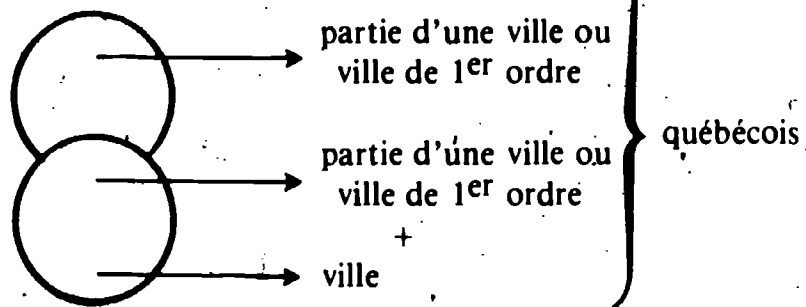 partie d'une ville ou
ville de 1er ordre
québécois
partie d'une ville ou
ville de 1er ordre
+
ville